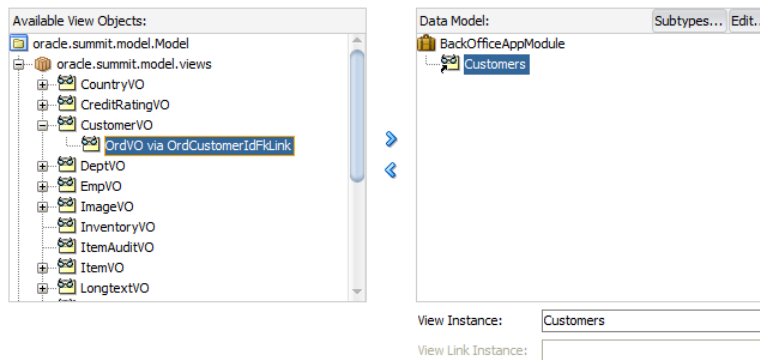 Available View Objects:
oracle.summit.model.Model
oracle.summit.model.views
CountryVO
CreditRatingVO
CustomerVO
OrdVO via OrdCustomerIdFkLink
DeptVO
EmpVO
ImageVO
InventoryVO
ItemAuditVO
ItemVO
LongtextVO
Data Model:
Subtypes... Edit..
BackOfficeAppModule
Customers
View Instance: Customers
View Link Instance: